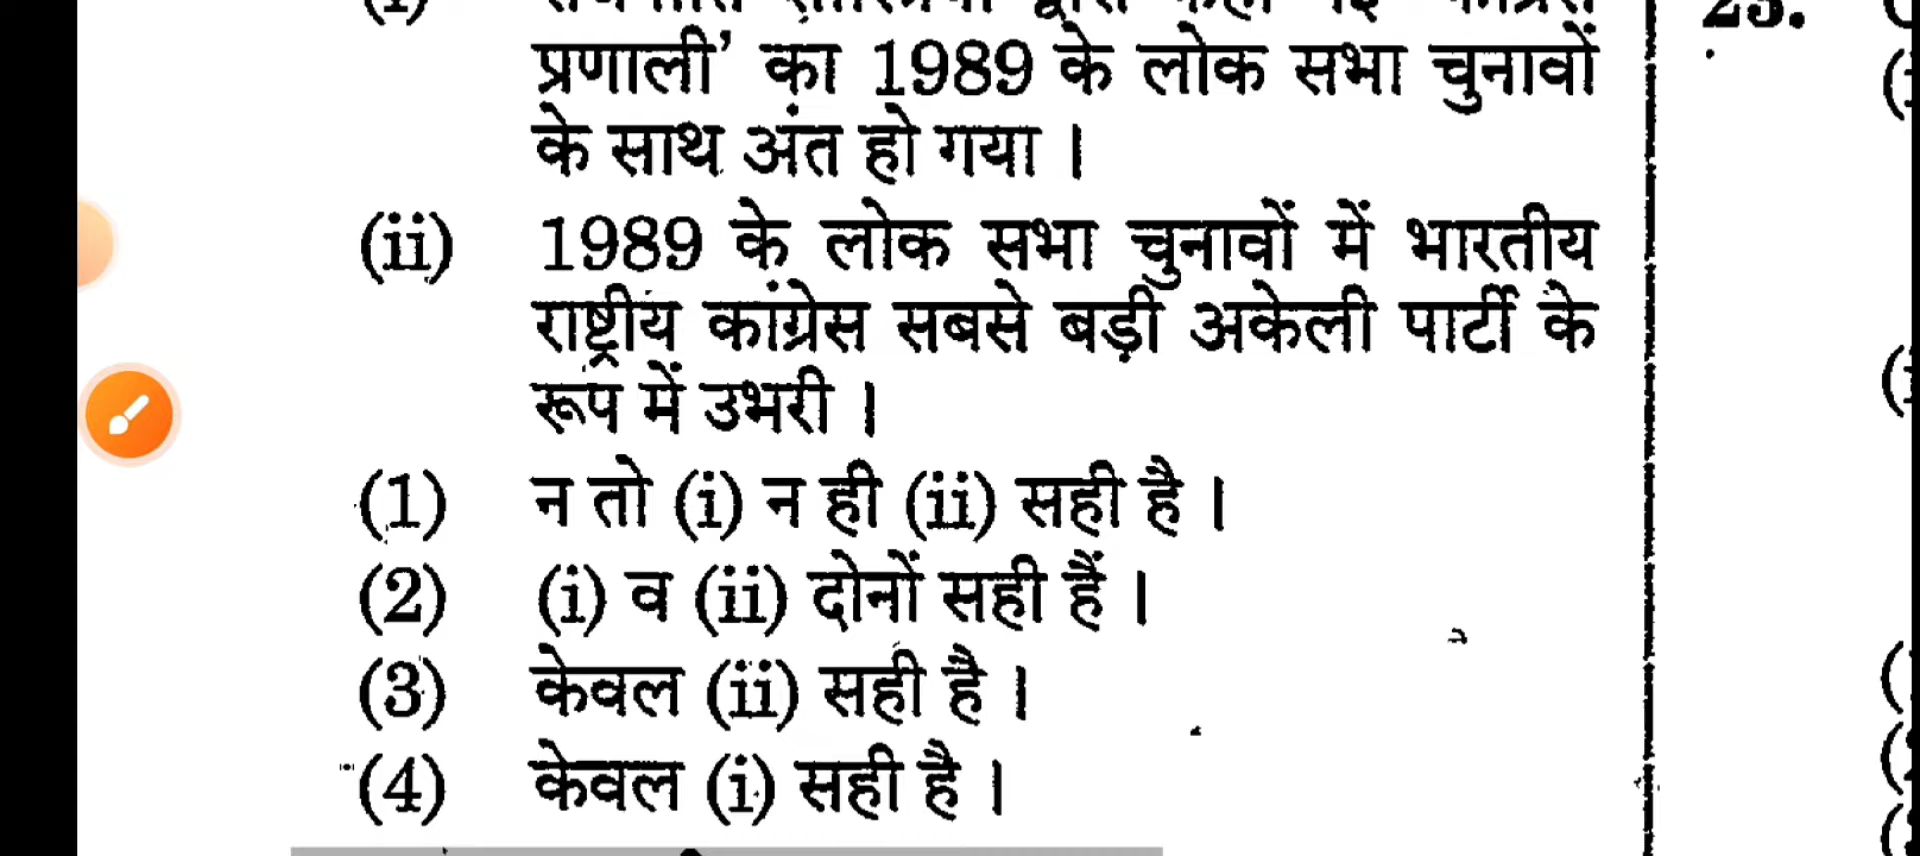 प्रणाली’ का 1989 के लोक सभा चुनावों
के साथ अंत हो गया ।
(ii) 1989 के लोक सभा चुनावों में भारतीय
राष्ट्रीय कांग्रेस सबसे बड़ी अकेली पार्टी के
रूप में उभरी ।
(1) न तो (i) न ही (ii) सही है ।
(2) (i) व (ii) दोनों सही हैं ।
(3) केवल (ii) सही है ।
(4) केवल (i) सही है ।